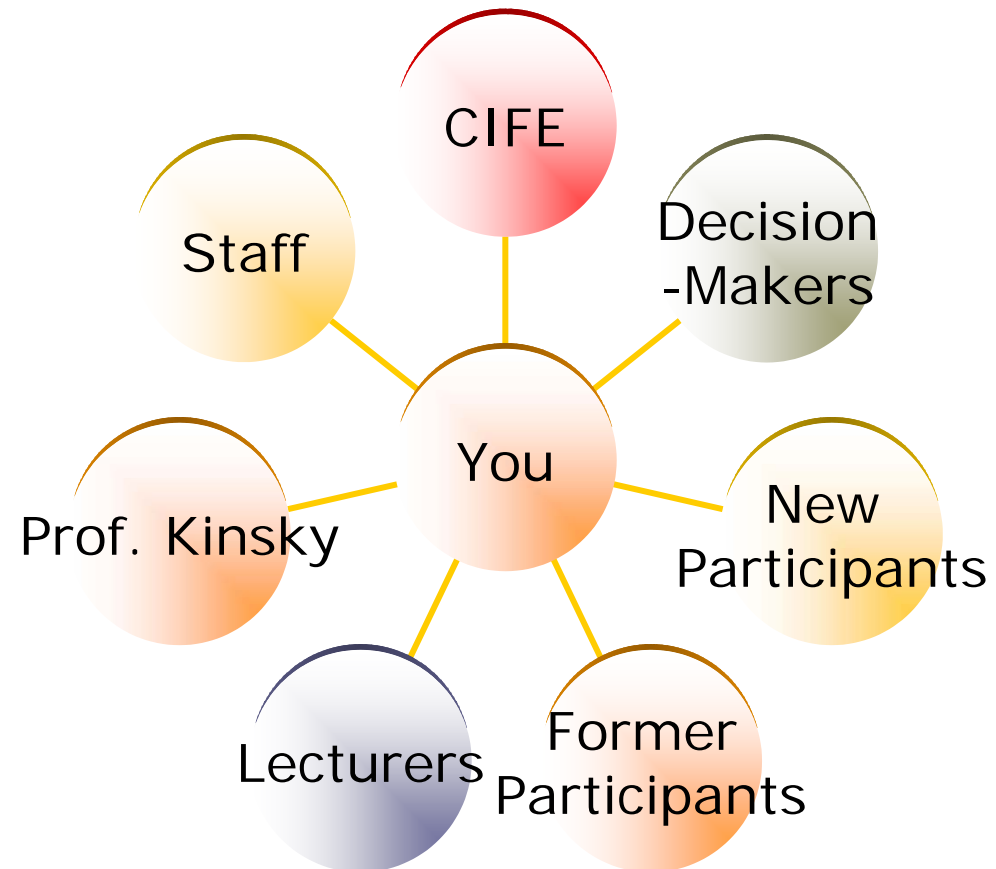 CIFE
Decision
-Makers
Staff
You
New
Participants
Prof. Kinsky
Former
Participants
Lecturers